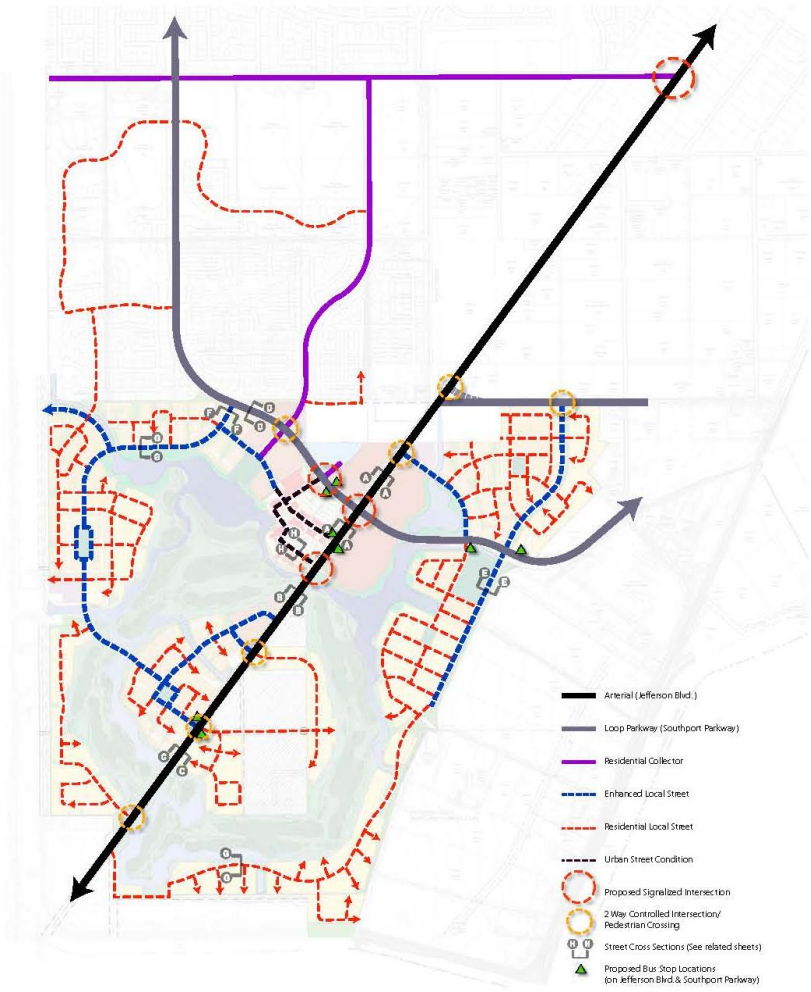 F
D
F
D
G
G
A
A
A
A
H
H
E
E
B
B
C
C
G
G
Arterial (Jefferson Blvd.)
Loop Parkway (Southport Parkway)
Residential Collector
Enhanced Local Street
Residential Local Street
Urban Street Condition
Proposed Signalized Intersection
2 Way Controlled Intersection/
Pedestrian Crossing
H H
Street Cross Sections (See related sheets)
Proposed Bus Stop Locations
(on Jefferson Blvd.& Southport Parkway)